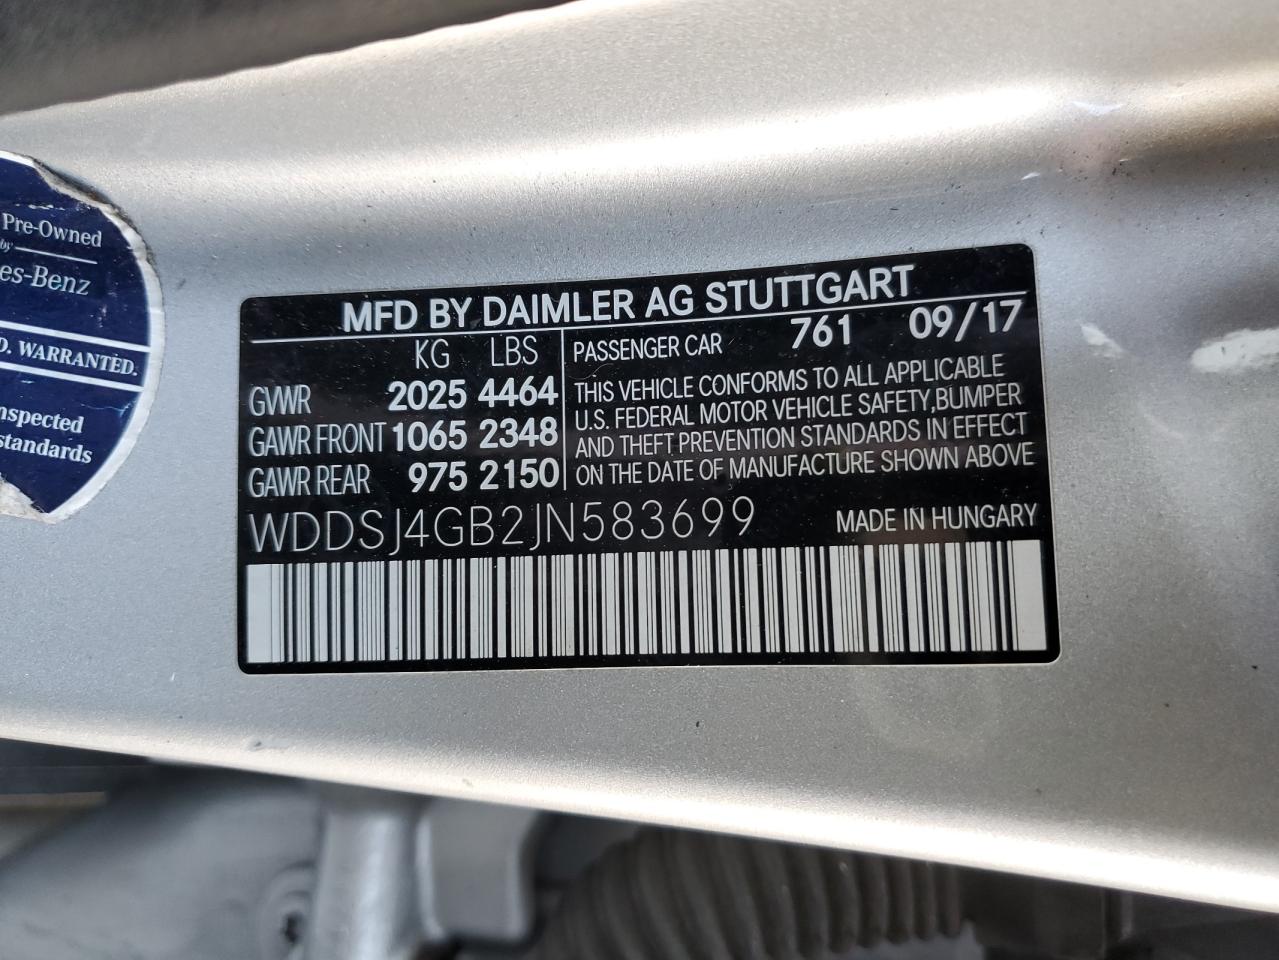 Pre-Owned
by
es-Benz
D. WARRANTED.
nspected
standards
MFD BY DAIMLER AG STUTTGART
KG LBS PASSENGER CAR 761 09/17
GVWR 2025 4464
GAWR FRONT 1065 2348
GAWR REAR 975 2150
THIS VEHICLE CONFORMS TO ALL APPLICABLE
U.S. FEDERAL MOTOR VEHICLE SAFETY,BUMPER
AND THEFT PREVENTION STANDARDS IN EFFECT
ON THE DATE OF MANUFACTURE SHOWN ABOVE
WDDSJ4GB2JN583699 MADE IN HUNGARY